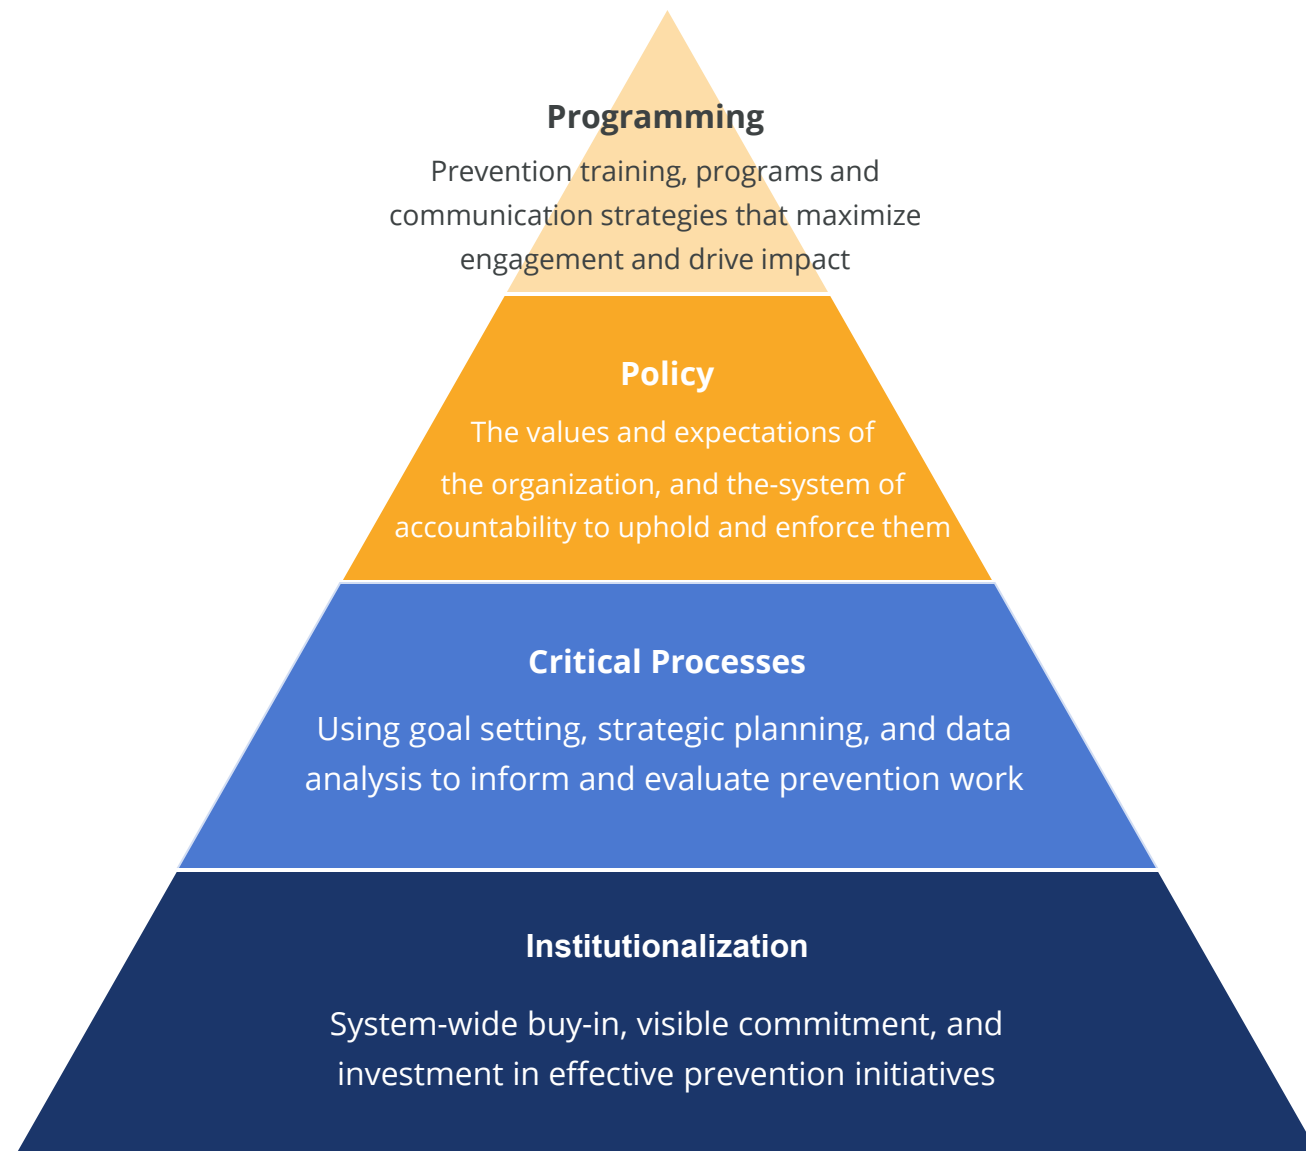 Programming
Prevention training, programs and
communication strategies that maximize
engagement and drive impact
Policy
The values and expectations of
the organization, and the-system of
accountability to uphold and enforce them
Critical Processes
Using goal setting, strategic planning, and data
analysis to inform and evaluate prevention work
Institutionalization
System-wide buy-in, visible commitment, and
investment in effective prevention initiatives